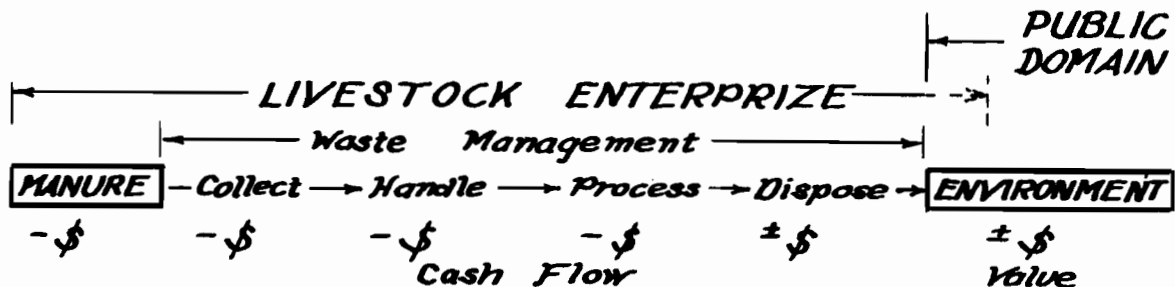 PUBLIC
DOMAIN
LIVESTOCK ENTERPRIZE
Waste Management
MANURE Collect Handle Process Dispose ENVIRONMENT
-$ -$ -$ -$ ±$ ±$
Cash Flow Value